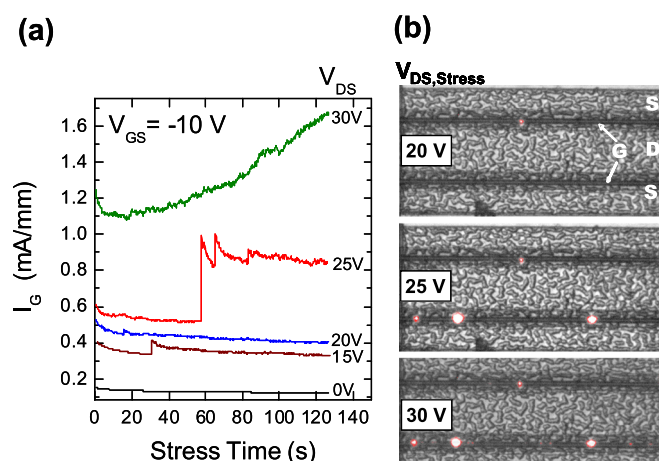 (a)
V_DS
V_GS = -10 V
30V
25V
20V
15V
0V
1.6
1.4
1.2
1.0
0.8
0.6
0.4
0.2
I_G (mA/mm)
0 20 40 60 80 100 120 140
Stress Time (s)
(b)
V_DS,Stress
S
20 V
G
D
S
25 V
30 V